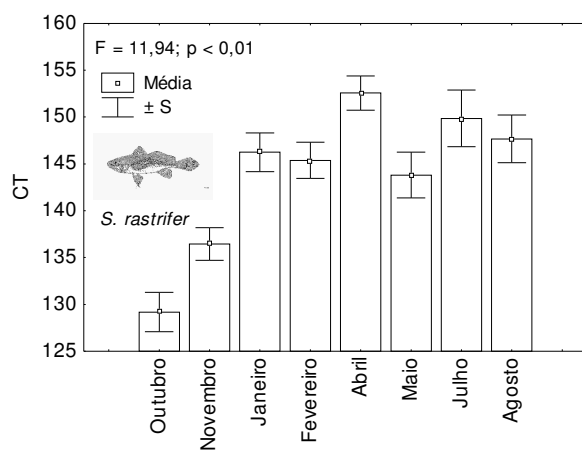 160
155
150
145
140
135
130
125
CT
F = 11,94; p < 0,01
Média
± S
S. rastrifer
Outubro
Novembro
Janeiro
Fevereiro
Abril
Maio
Julho
Agosto